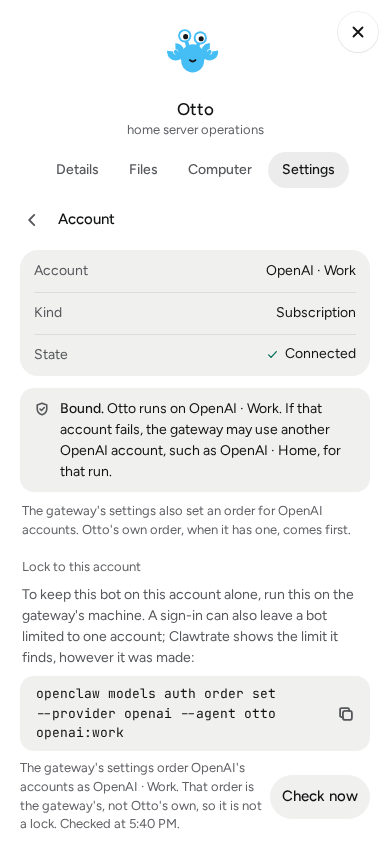 Otto
home server operations
Details Files Computer Settings
Account
Account OpenAI · Work
Kind Subscription
State Connected
Bound. Otto runs on OpenAI · Work. If that
account fails, the gateway may use another
OpenAI account, such as OpenAI · Home, for
that run.
The gateway's settings also set an order for OpenAI
accounts. Otto's own order, when it has one, comes first.
Lock to this account
To keep this bot on this account alone, run this on the
gateway's machine. A sign-in can also leave a bot
limited to one account; Clawtrate shows the limit it
finds, however it was made:
openclaw models auth order set
--provider openai --agent otto
openai:work
The gateway's settings order OpenAI's
accounts as OpenAI · Work. That order is
the gateway's, not Otto's own, so it is not
a lock. Checked at 5:40 PM.
Check now